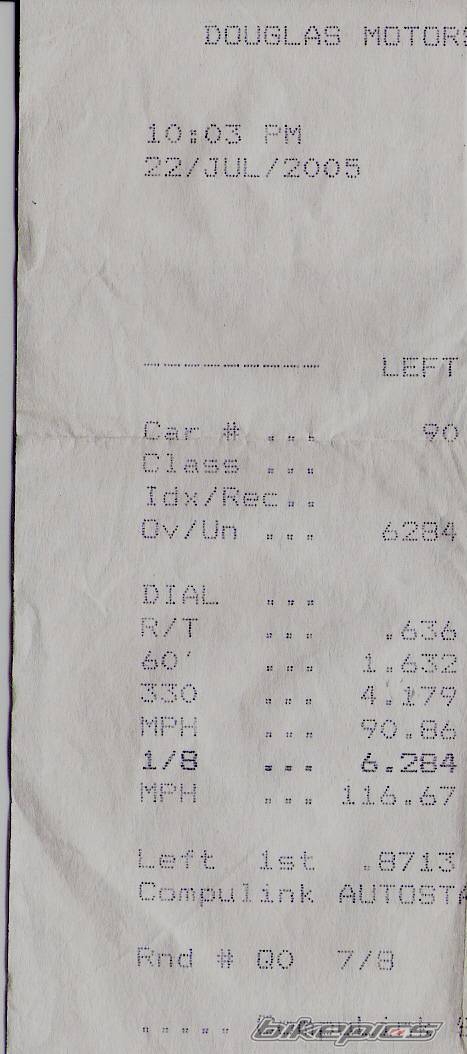 DOUGLAS MOTORS
10:03 PM
22/JUL/2005
----------- LEFT
Car # ... 90
Class ...
Idx/Rec..
Ov/Un ... 6284
DIAL ...
R/T ... .636
60' ... 1.632
330 ... 4.179
MPH ... 90.86
1/8 ... 6.284
MPH ... 116.67
Left 1st .8713
Compulink AUTOSTA
Rnd # Q0 7/8
..... Compulink
bikepics